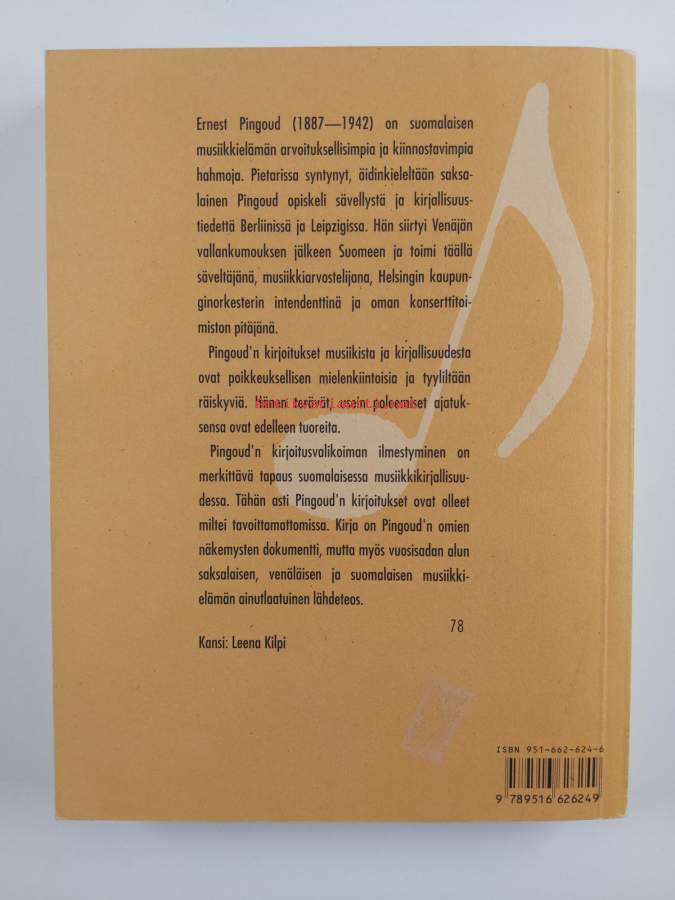 Ernest Pingoud (1887—1942) on suomalaisen
musiikkielämän arvoituksellisimpia ja kiinnostavimpia
hahmoja. Pietarissa syntynyt, äidinkieleltään saksa-
lainen Pingoud opiskeli sävellystä ja kirjallisuus-
tiedettä Berliinissä ja Leipzigissa. Hän siirtyi Venäjän
vallankumouksen jälkeen Suomeen ja toimi täällä
säveltäjänä, musiikkiarvostelijana, Helsingin kaupun-
ginorkesterin intendenttinä ja oman konserttitoi-
miston pitäjänä.
Pingoud'n kirjoitukset musiikista ja kirjallisuudesta
ovat poikkeuksellisen mielenkiintoisia ja tyyliltään
räiskyviä. Hänen terävät, usein poleemiset ajatuk-
sensa ovat edelleen tuoreita.
Pingoud'n kirjoitusvalikoiman ilmestyminen on
merkittävä tapaus suomalaisessa musiikkikirjallisuu-
dessa. Tähän asti Pingoud'n kirjoitukset ovat olleet
miltei tavoittamattomissa. Kirja on Pingoud'n omien
näkemysten dokumentti, mutta myös vuosisadan alun
saksalaisen, venäläisen ja suomalaisen musiikki-
elämän ainutlaatuinen lähdeteos.
78
Kansi: Leena Kilpi
ISBN 951-662-624-6
9 789516 626249